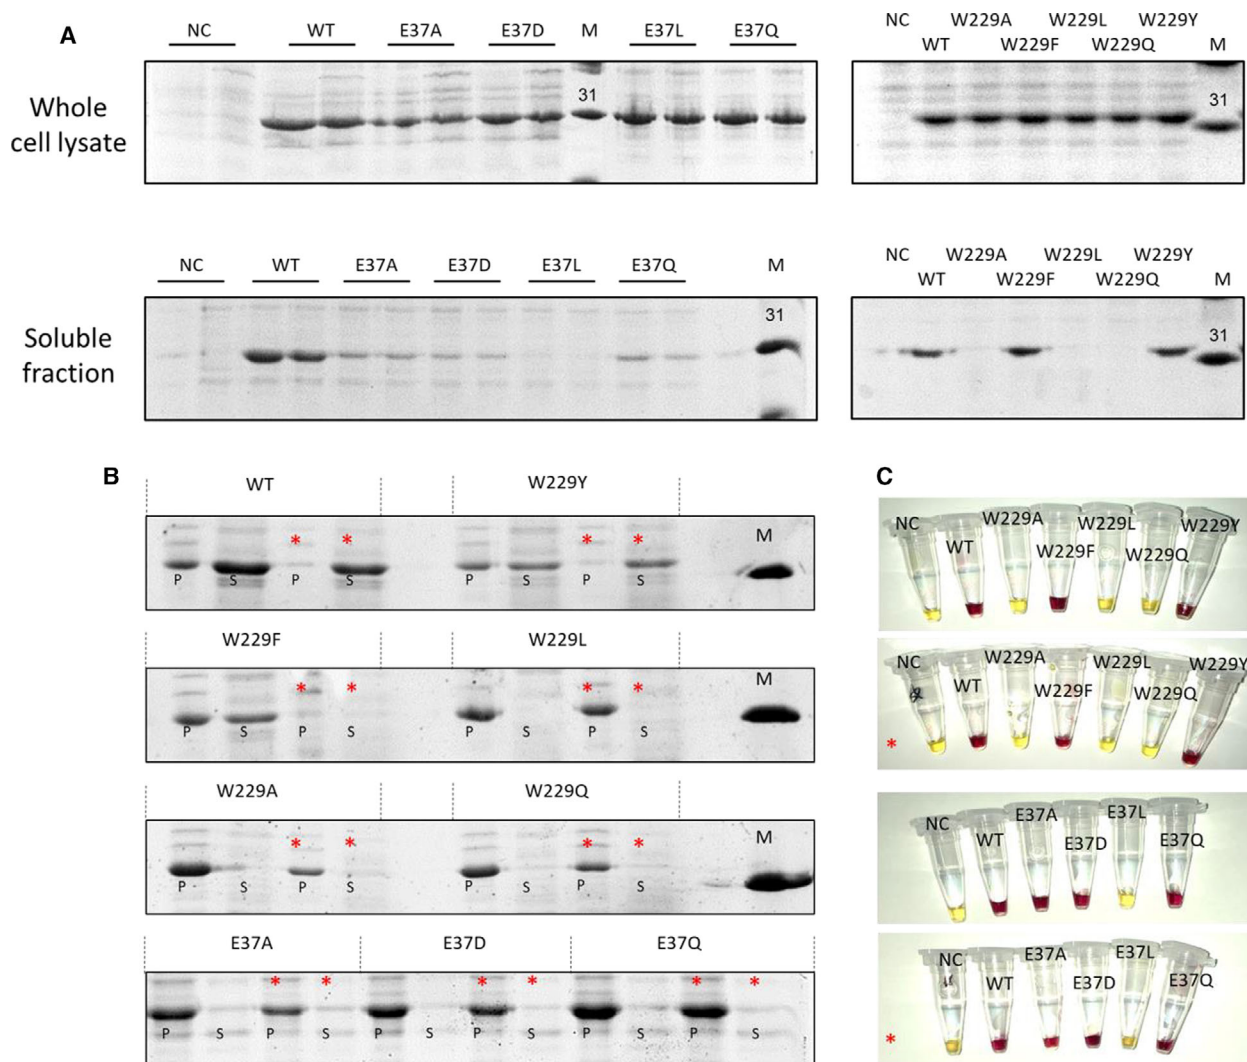 A
NC WT E37A E37D M E37L E37Q
NC W229A W229L W229Y
WT W229F W229Q M
Whole
cell lysate
31
31
NC WT E37A E37D E37L E37Q M
NC W229A W229L W229Y
WT W229F W229Q M
Soluble
fraction
31
31
B
C
WT W229Y
* * * * M
P S P S P S P S
W229F W229L
* * * * M
P S P S P S P S
W229A W229Q
* * * * M
P S P S P S P S
E37A E37D E37Q
* * * * * *
P S P S P S P S P S P S
NC W229A W229L W229Y
WT W229F W229Q
NC W229A W229L W229Y
WT W229F W229Q
*
NC E37A E37L
WT E37D E37Q
NC E37A E37L
WT E37D E37Q
*